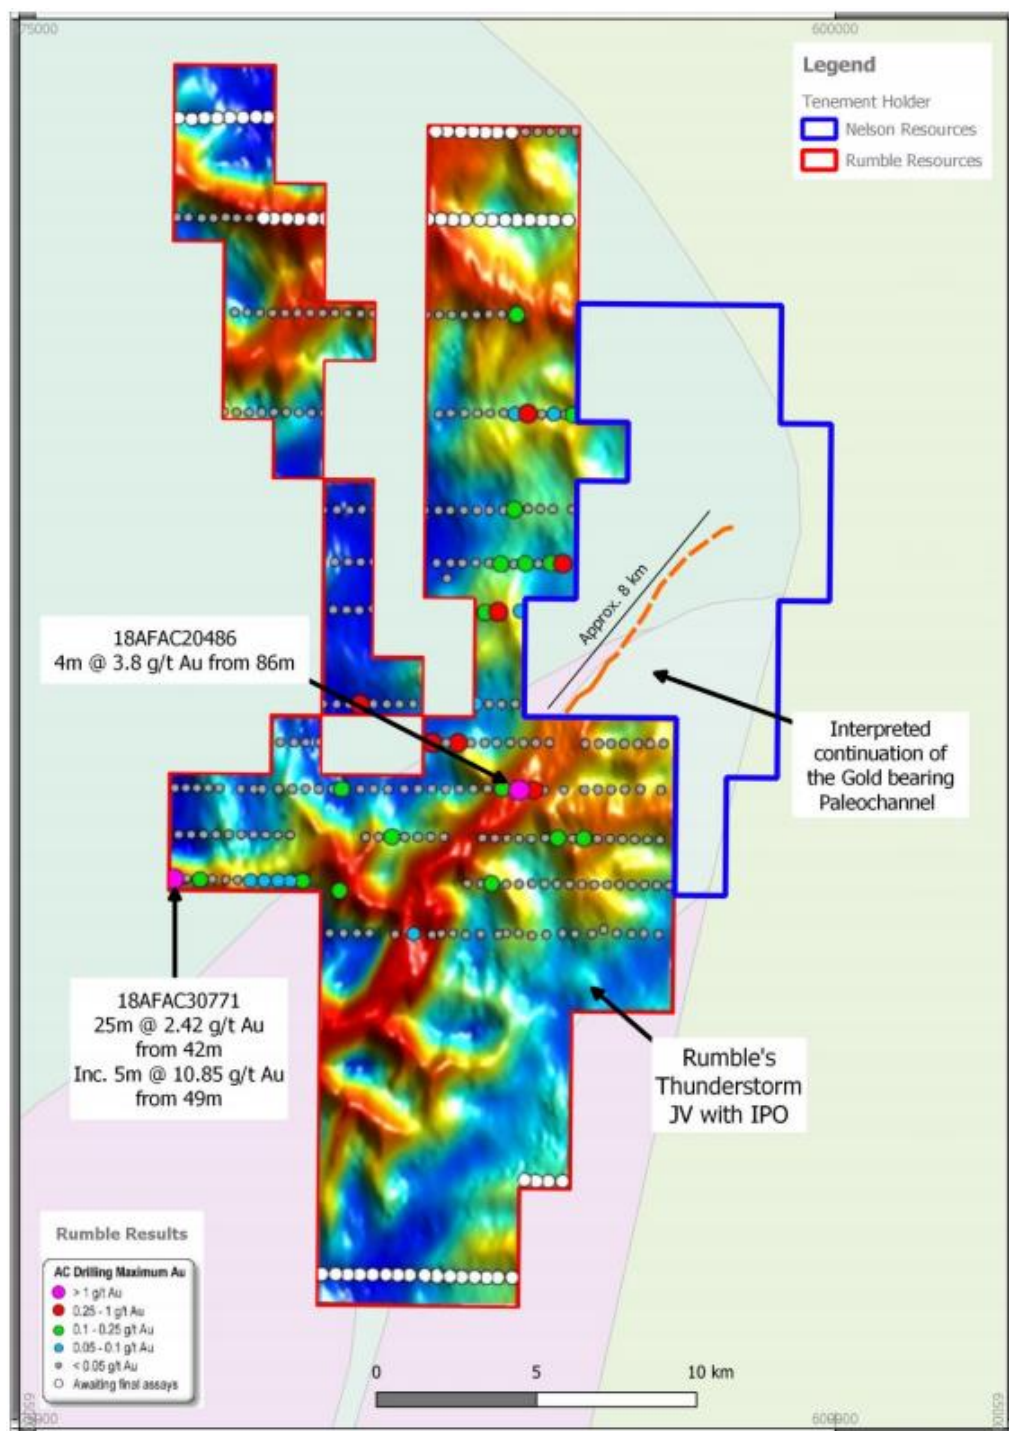 75000
600000
Legend
Tenement Holder
Nelson Resources
Rumble Resources
Approx. 8 km
18AFAC20486
4m @ 3.8 g/t Au from 86m
Interpreted
continuation of
the Gold bearing
Paleochannel
18AFAC30771
25m @ 2.42 g/t Au
from 42m
Inc. 5m @ 10.85 g/t Au
from 49m
Rumble's
Thunderstorm
JV with IPO
Rumble Results
AC Drilling Maximum Au
> 1 g/t Au
0.25 - 1 g/t Au
0.1 - 0.25 g/t Au
0.05 - 0.1 g/t Au
< 0.05 g/t Au
Awaiting final assays
0 5 10 km